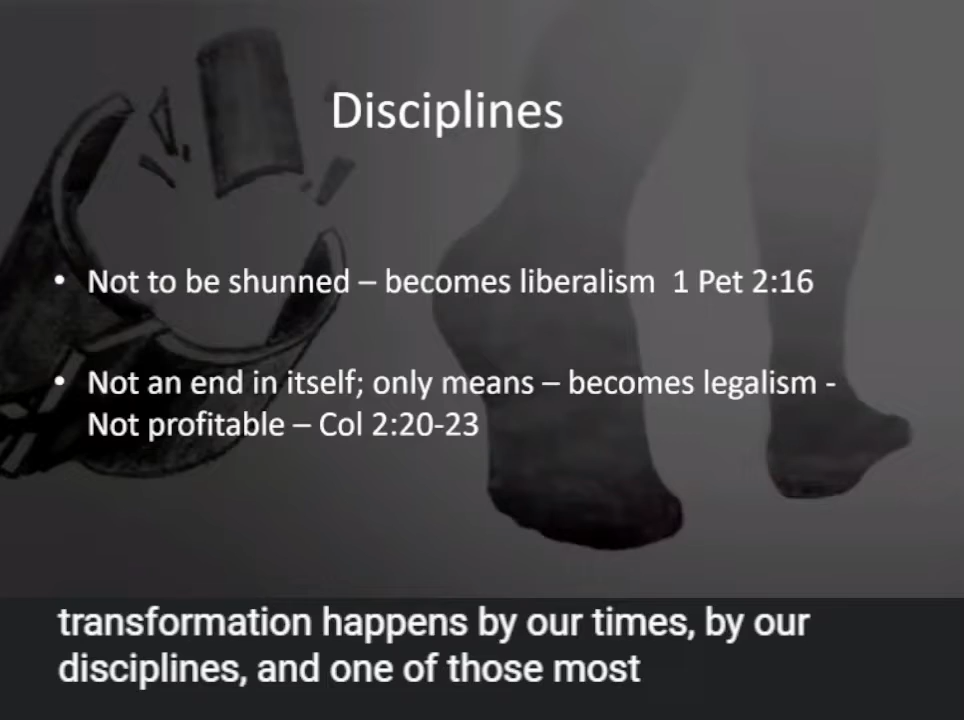 Disciplines
• Not to be shunned – becomes liberalism 1 Pet 2:16
• Not an end in itself; only means – becomes legalism -
Not profitable – Col 2:20-23
transformation happens by our times, by our
disciplines, and one of those most